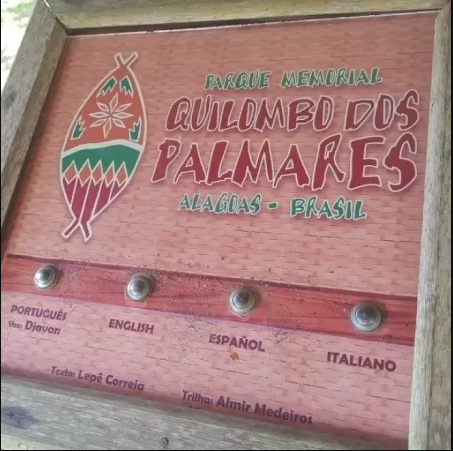 PARQUE MEMORIAL
QUILOMBO DOS
PALMARES
ALAGOAS - BRASIL
PORTUGUÊS
Voz: Djavan
ENGLISH
ESPAÑOL
ITALIANO
Texto: Lepê Correia
Trilha: Almir Medeiros